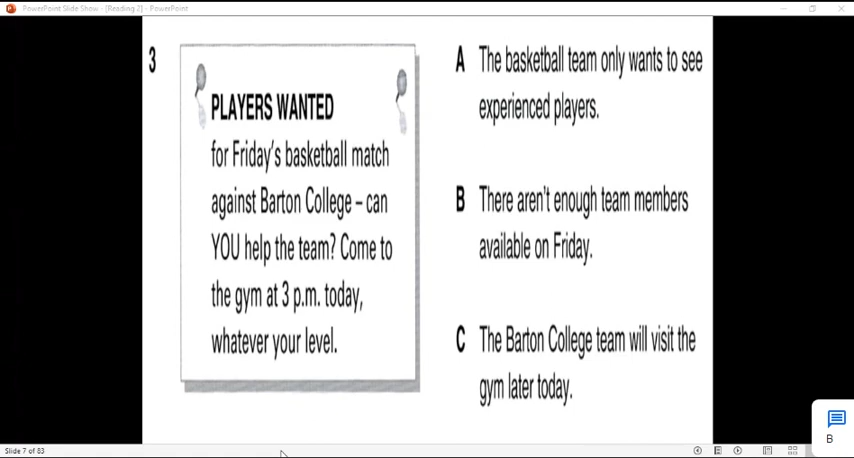 PowerPoint Slide Show - [Reading 2] - PowerPoint
3
PLAYERS WANTED
for Friday's basketball match
against Barton College – can
YOU help the team? Come to
the gym at 3 p.m. today,
whatever your level.
A The basketball team only wants to see
experienced players.
B There aren't enough team members
available on Friday.
C The Barton College team will visit the
gym later today.
B
Slide 7 of 83